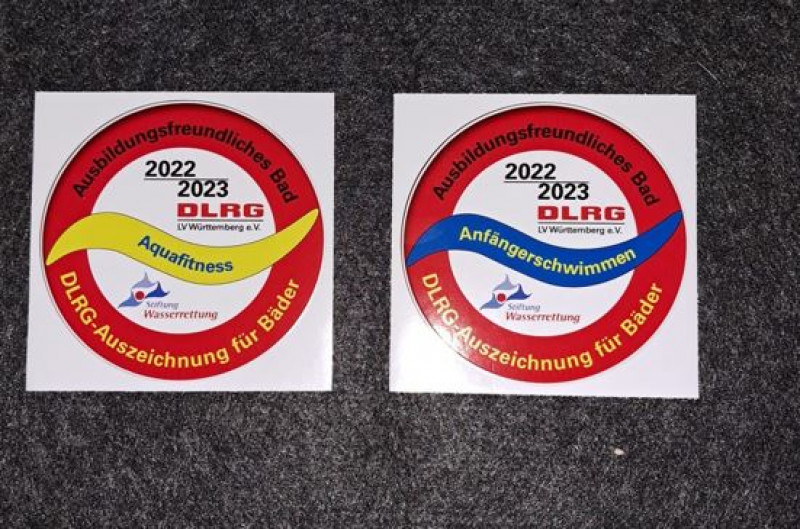 Ausbildungsfreundliches Bad
2022
2023
DLRG
LV Württemberg e.V.
Aquafitness
Stiftung
Wasserrettung
DLRG-Auszeichnung für Bäder
Ausbildungsfreundliches Bad
2022
2023
DLRG
LV Württemberg e.V.
Anfängerschwimmen
Stiftung
Wasserrettung
DLRG-Auszeichnung für Bäder